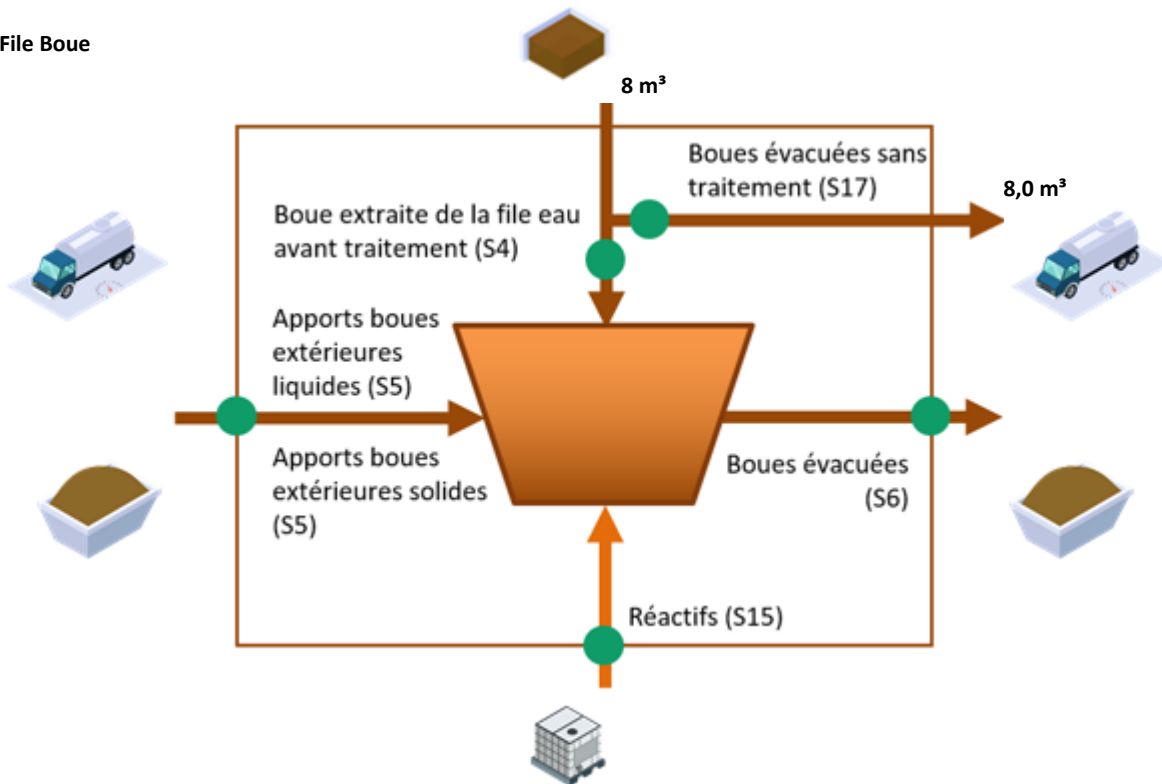 File Boue
8 m³
Boues évacuées sans
traitement (S17)
8,0 m³
Boue extraite de la file eau
avant traitement (S4)
Apports boues
extérieures
liquides (S5)
Apports boues
extérieures solides
(S5)
Boues évacuées
(S6)
Réactifs (S15)